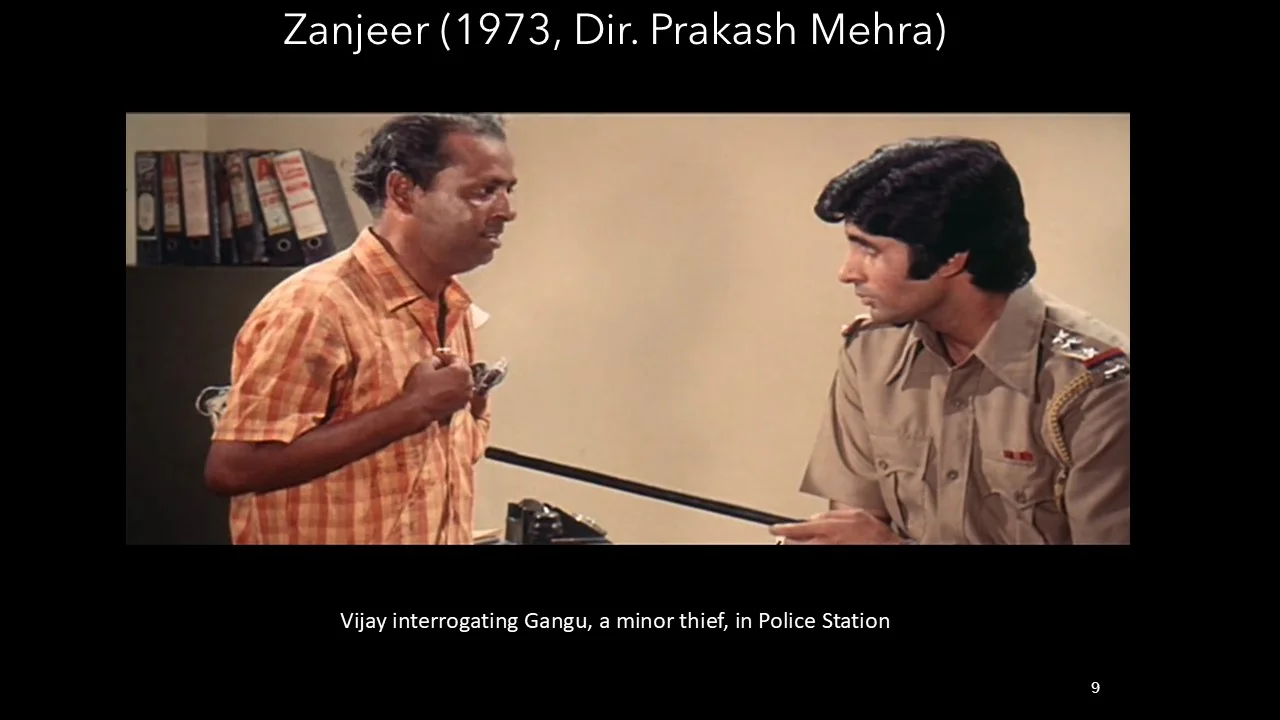 Zanjeer (1973, Dir. Prakash Mehra)
Vijay interrogating Gangu, a minor thief, in Police Station
9